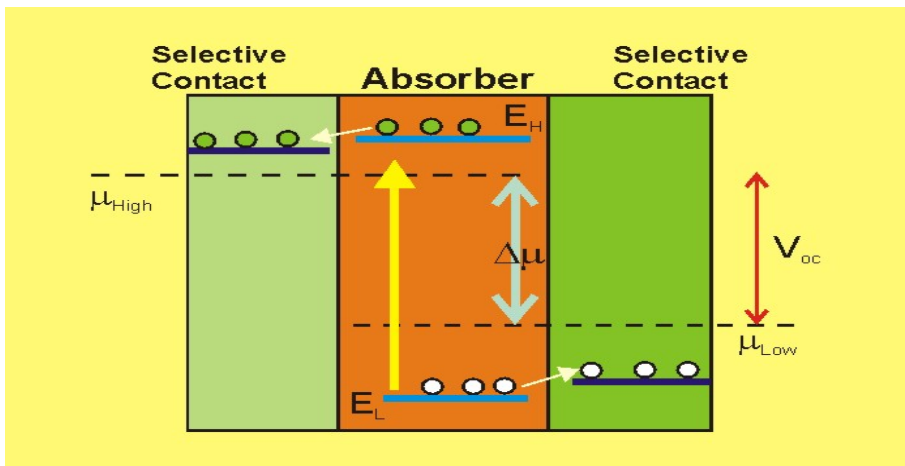 Selective
Contact
Absorber
Selective
Contact
E_H
μ_High
Δμ
V_oc
μ_Low
E_L